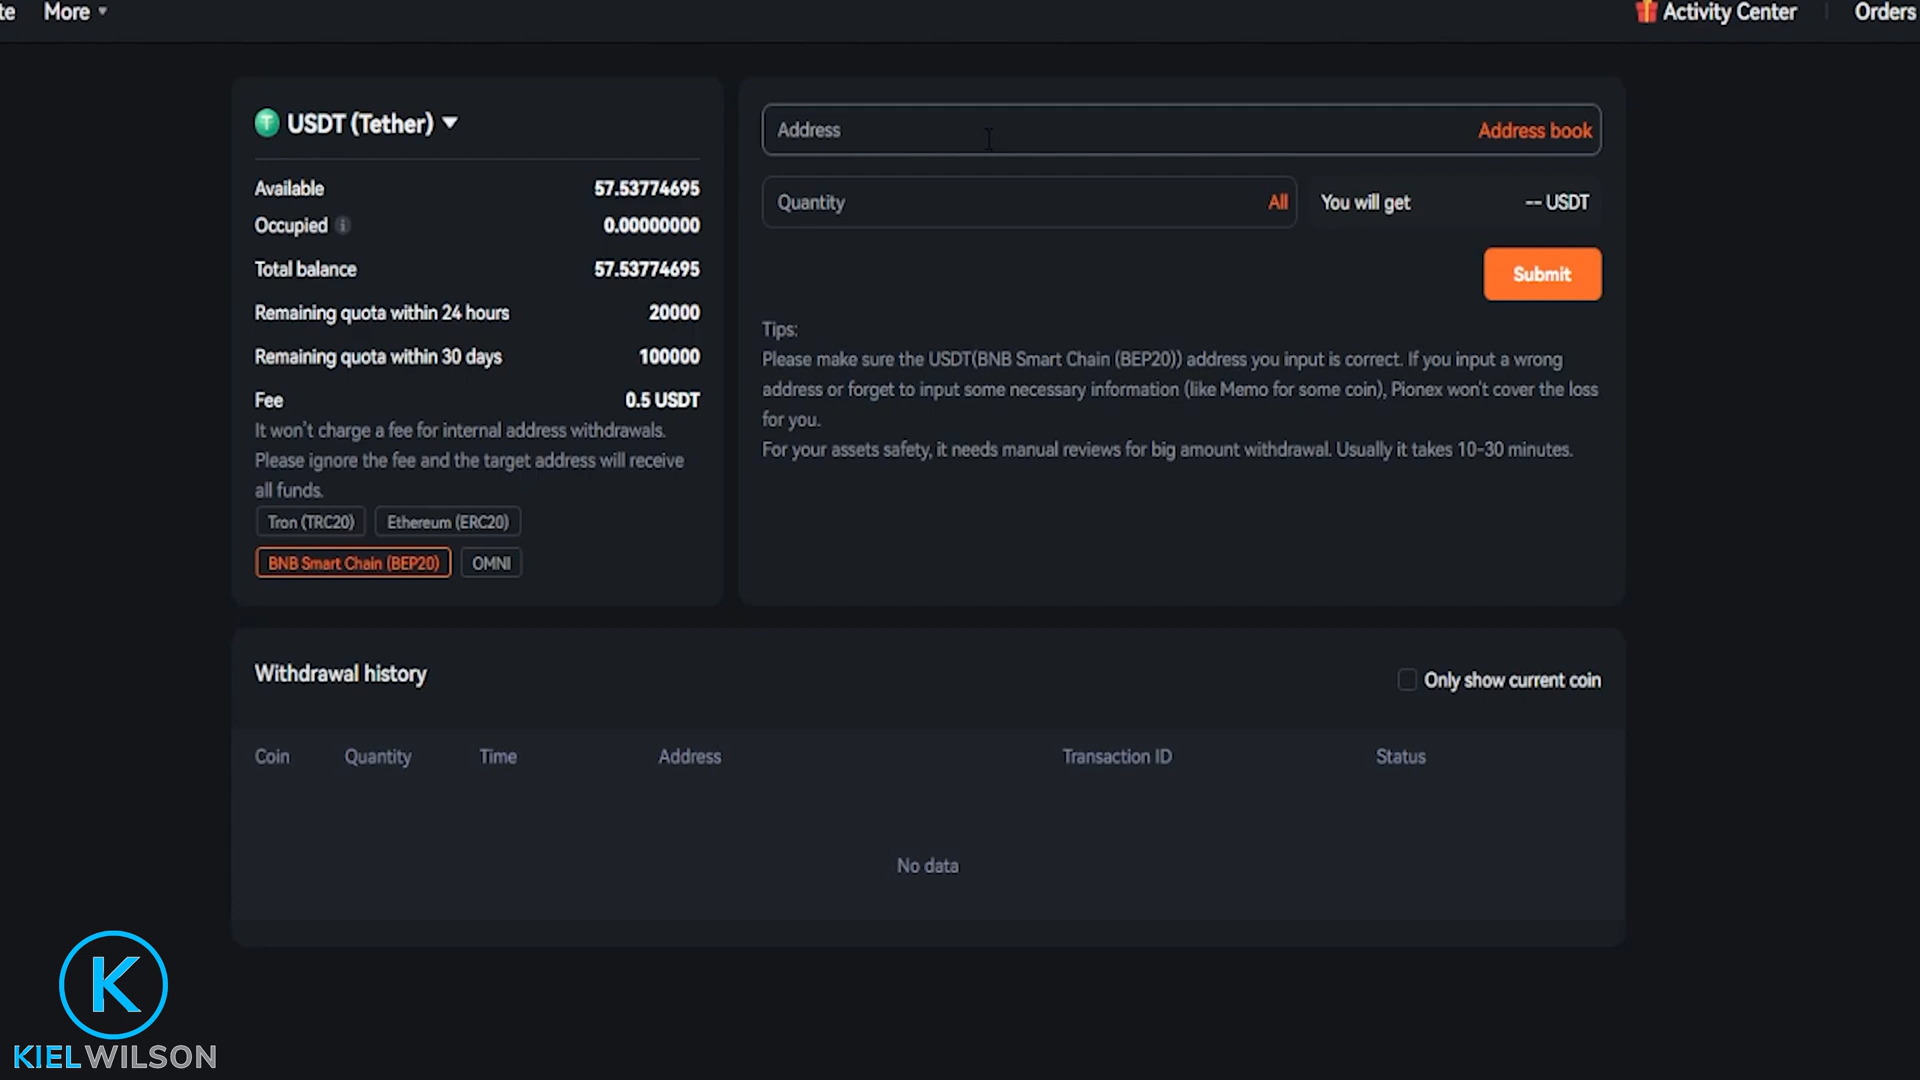 te More Activity Center Orders
USDT (Tether)
Available 57.53774695
Occupied 0.00000000
Total balance 57.53774695
Remaining quota within 24 hours 20000
Remaining quota within 30 days 100000
Fee 0.5 USDT
It won't charge a fee for internal address withdrawals.
Please ignore the fee and the target address will receive
all funds.
Tron (TRC20) Ethereum (ERC20)
BNB Smart Chain (BEP20) OMNI
Address Address book
Quantity All You will get -- USDT
Submit
Tips:
Please make sure the USDT(BNB Smart Chain (BEP20)) address you input is correct. If you input a wrong
address or forget to input some necessary information (like Memo for some coin), Pionex won't cover the loss
for you.
For your assets safety, it needs manual reviews for big amount withdrawal. Usually it takes 10-30 minutes.
Withdrawal history Only show current coin
Coin Quantity Time Address Transaction ID Status
No data
K
KIELWILSON